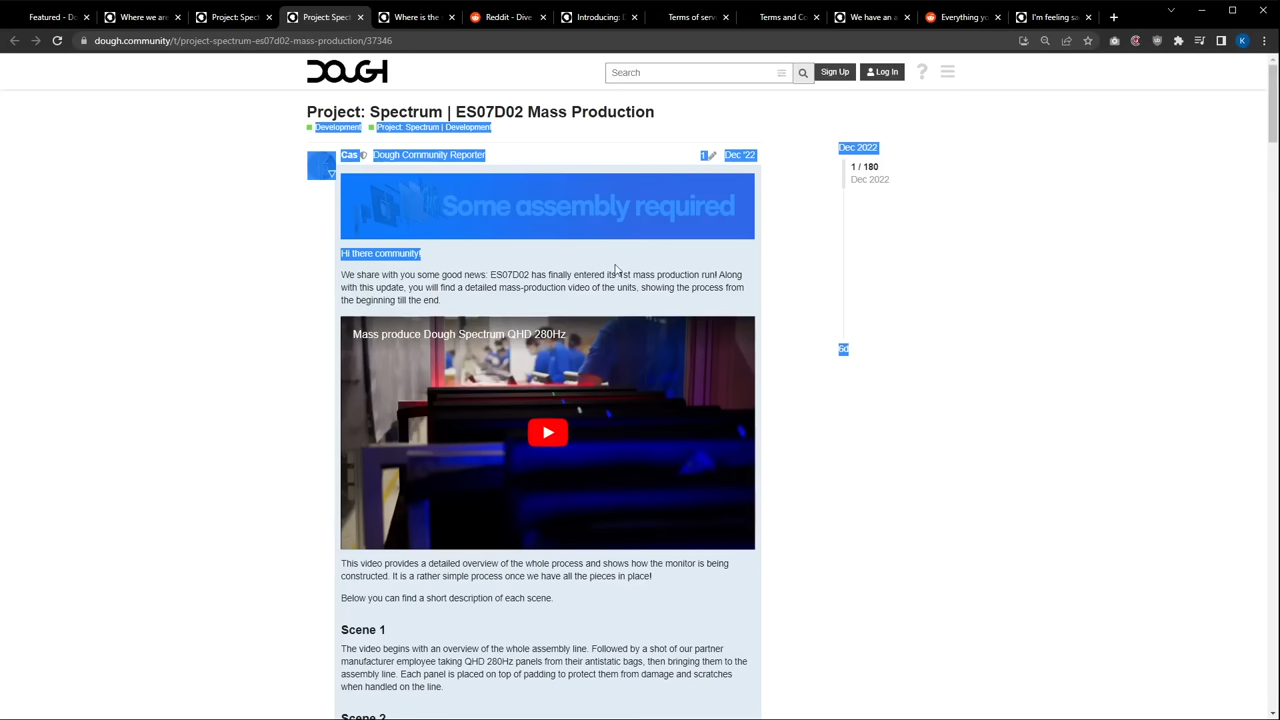 Featured - D
Where we are
Project: Spec
Project: Spec
Where is the
Reddit - Dive
Introducing: D
Terms of serv
Terms and Co
We have an a
Everything yo
I'm feeling sa
dough.community/t/project-spectrum-es07d02-mass-production/37346
K
DOUGH
Search
Sign Up
Log In
?
Project: Spectrum | ES07D02 Mass Production
Development Project: Spectrum | Development
Cas Dough Community Reporter 1 Dec '22
Dec 2022
1 / 180
Dec 2022
6d
Some assembly required
Hi there community!
We share with you some good news: ES07D02 has finally entered its 1st mass production run! Along
with this update, you will find a detailed mass-production video of the units, showing the process from
the beginning till the end.
Mass produce Dough Spectrum QHD 280Hz
This video provides a detailed overview of the whole process and shows how the monitor is being
constructed. It is a rather simple process once we have all the pieces in place!
Below you can find a short description of each scene.
Scene 1
The video begins with an overview of the whole assembly line. Followed by a shot of our partner
manufacturer employee taking QHD 280Hz panels from their antistatic bags, then bringing them to the
assembly line. Each panel is placed on top of padding to protect them from damage and scratches
when handled on the line.
Scene 2